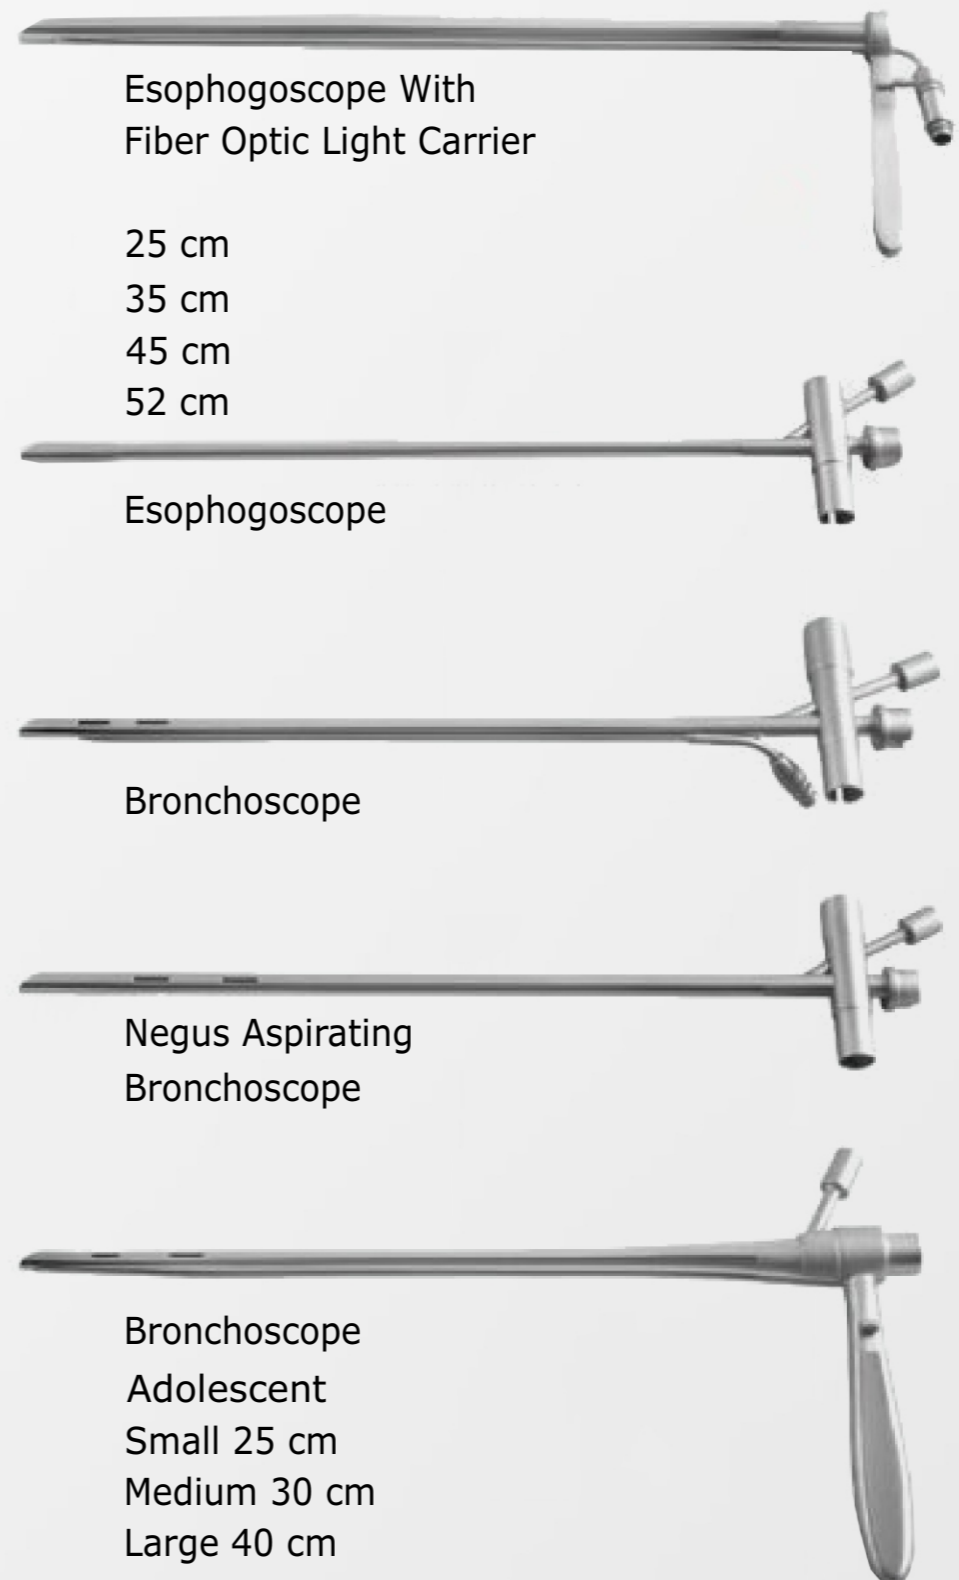 Esophogoscope With
Fiber Optic Light Carrier
25 cm
35 cm
45 cm
52 cm
Esophogoscope
Bronchoscope
Negus Aspirating
Bronchoscope
Bronchoscope
Adolescent
Small 25 cm
Medium 30 cm
Large 40 cm